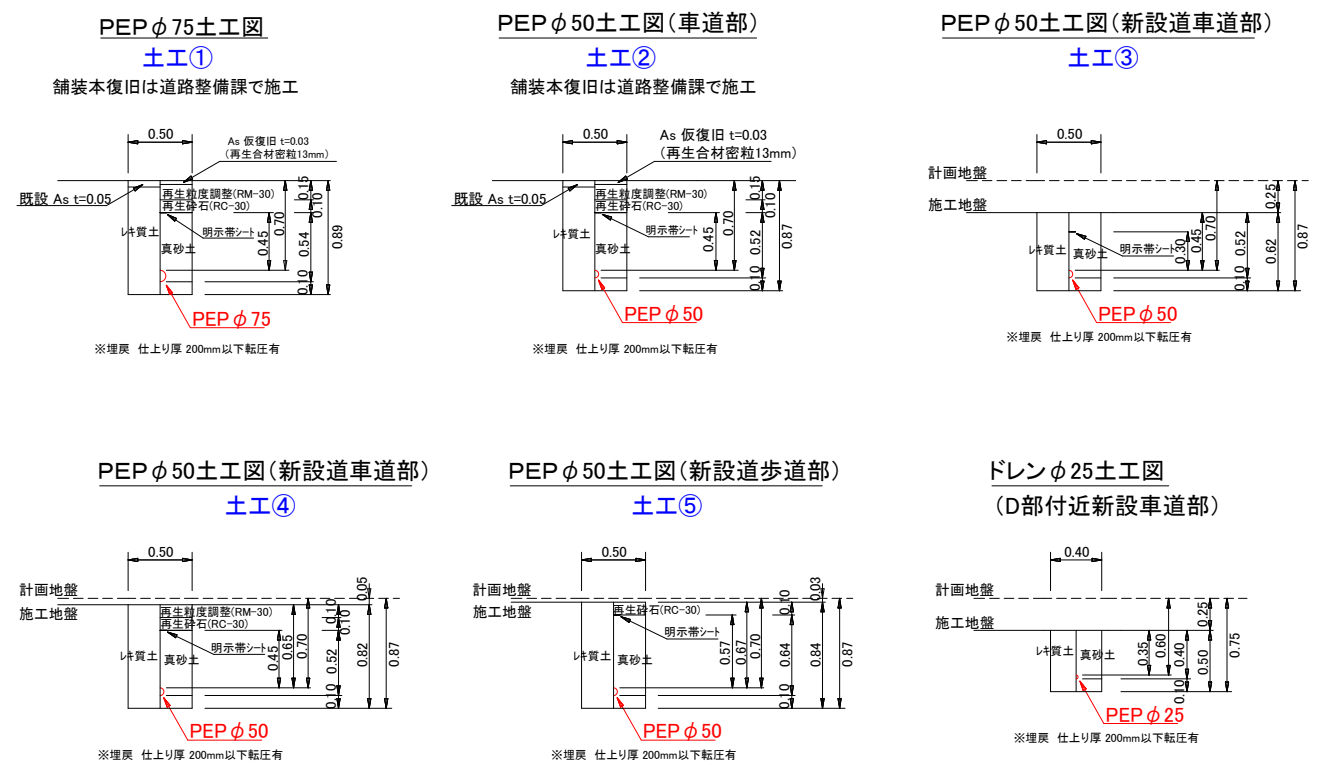 PEPφ75土工図
土工①
舗装本復旧は道路整備課で施工
0.50
As 仮復旧 t=0.03
(再生合材密粒13mm)
既設 As t=0.05
再生粒度調整(RM-30)
再生砕石(RC-30)
明示帯シート
レキ質土
真砂土
0.45
0.70
0.15
0.10
0.54
0.10
0.89
PEPφ75
※埋戻 仕上り厚 200mm以下転圧有
PEPφ50土工図(車道部)
土工②
舗装本復旧は道路整備課で施工
0.50
As 仮復旧 t=0.03
(再生合材密粒13mm)
既設 As t=0.05
再生粒度調整(RM-30)
再生砕石(RC-30)
明示帯シート
レキ質土
真砂土
0.45
0.70
0.15
0.10
0.52
0.10
0.87
PEPφ50
※埋戻 仕上り厚 200mm以下転圧有
PEPφ50土工図(新設道車道部)
土工③
0.50
計画地盤
施工地盤
レキ質土
真砂土
明示帯シート
0.30
0.45
0.70
0.52
0.10
0.25
0.62
0.87
PEPφ50
※埋戻 仕上り厚 200mm以下転圧有
PEPφ50土工図(新設道車道部)
土工④
0.50
計画地盤
施工地盤
再生粒度調整(RM-30)
再生砕石(RC-30)
明示帯シート
レキ質土
真砂土
0.45
0.65
0.70
0.10
0.10
0.52
0.10
0.05
0.82
0.87
PEPφ50
※埋戻 仕上り厚 200mm以下転圧有
PEPφ50土工図(新設道歩道部)
土工⑤
0.50
計画地盤
施工地盤
再生砕石(RC-30)
明示帯シート
レキ質土
真砂土
0.57
0.67
0.70
0.10
0.64
0.10
0.03
0.84
0.87
PEPφ50
※埋戻 仕上り厚 200mm以下転圧有
ドレンφ25土工図
(D部付近新設車道部)
0.40
計画地盤
施工地盤
レキ質土
真砂土
0.35
0.60
0.40
0.10
0.25
0.50
0.75
PEPφ25
※埋戻 仕上り厚 200mm以下転圧有